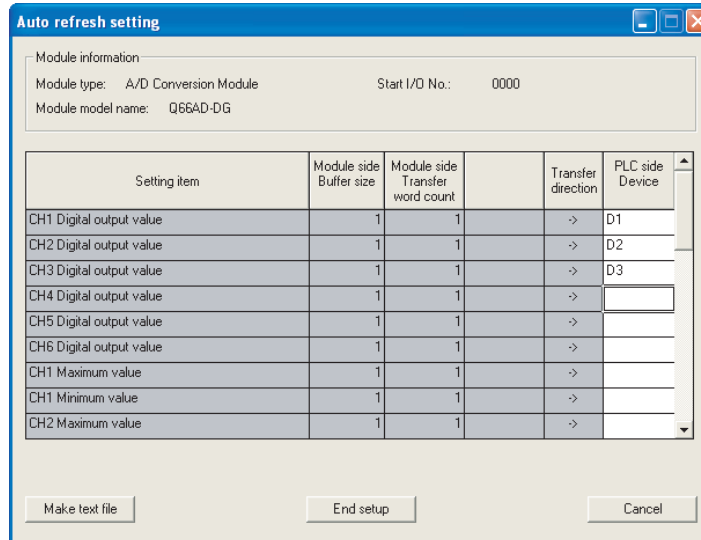 Auto refresh setting
Module information
Module type: A/D Conversion Module Start I/O No.: 0000
Module model name: Q66AD-DG
Setting item Module side Buffer size Module side Transfer word count Transfer direction PLC side Device
CH1 Digital output value 1 1 -> D1
CH2 Digital output value 1 1 -> D2
CH3 Digital output value 1 1 -> D3
CH4 Digital output value 1 1 ->
CH5 Digital output value 1 1 ->
CH6 Digital output value 1 1 ->
CH1 Maximum value 1 1 ->
CH1 Minimum value 1 1 ->
CH2 Maximum value 1 1 ->
Make text file End setup Cancel